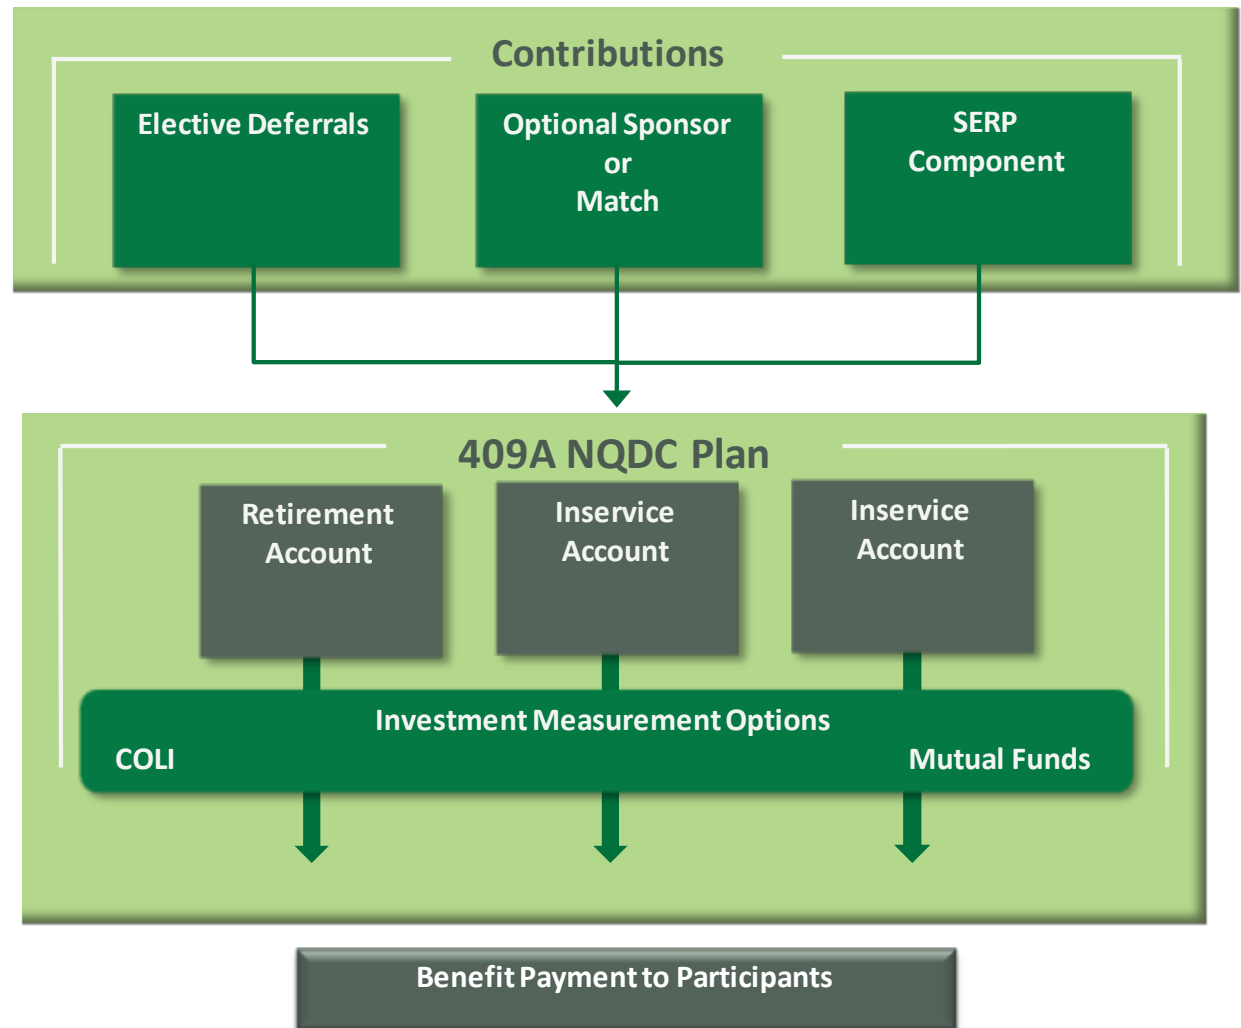 Contributions
Elective Deferrals
Optional Sponsor
or
Match
SERP
Component
409A NQDC Plan
Retirement
Account
Inservice
Account
Inservice
Account
Investment Measurement Options
COLI
Mutual Funds
Benefit Payment to Participants